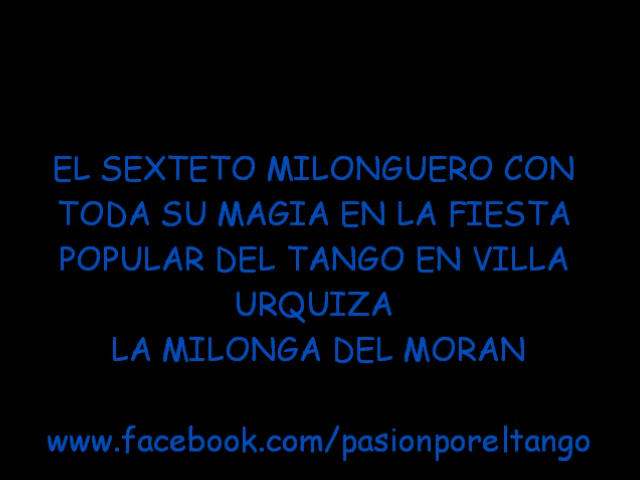 EL SEXTETO MILONGUERO CON
TODA SU MAGIA EN LA FIESTA
POPULAR DEL TANGO EN VILLA
URQUIZA
LA MILONGA DEL MORAN
www.facebook.com/pasionporeltango